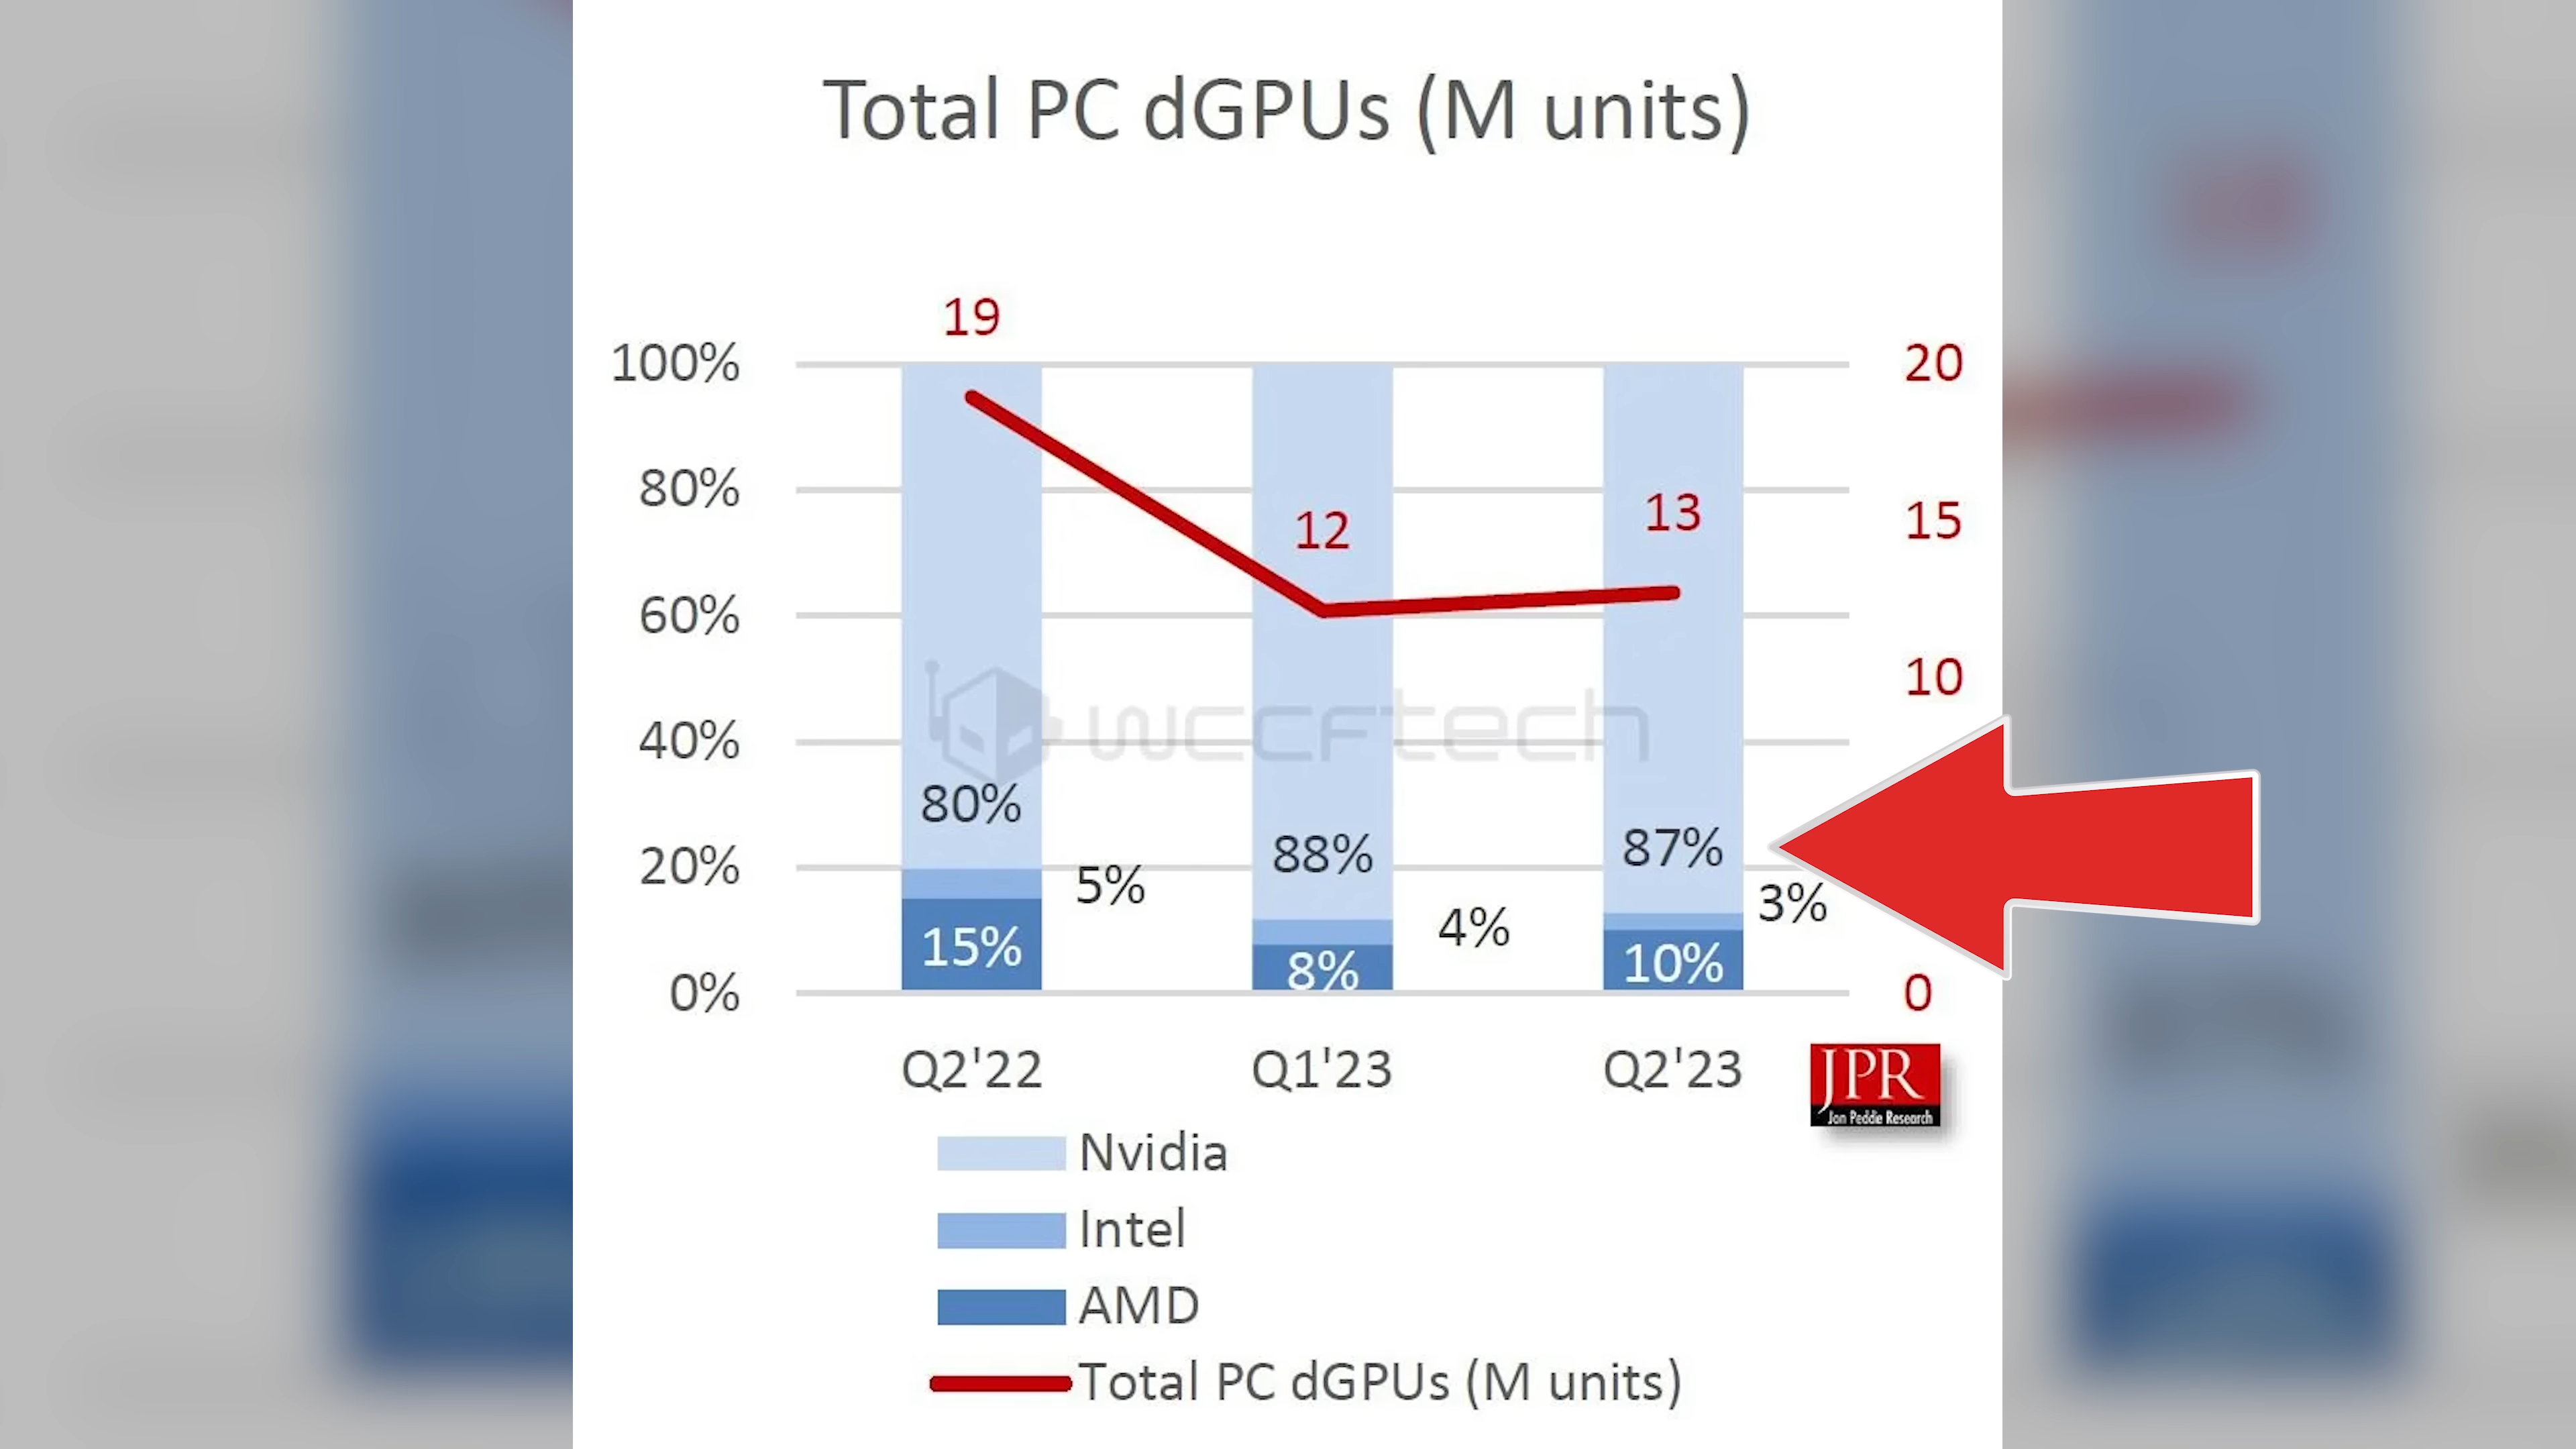 Total PC dGPUs (M units)
19
100%
20
80%
12
13
15
60%
10
wccftech
40%
80%
88%
87%
20%
5%
4%
3%
15%
8%
10%
0%
0
Q2'22
Q1'23
Q2'23
JPR
Jon Peddie Research
Nvidia
Intel
AMD
Total PC dGPUs (M units)